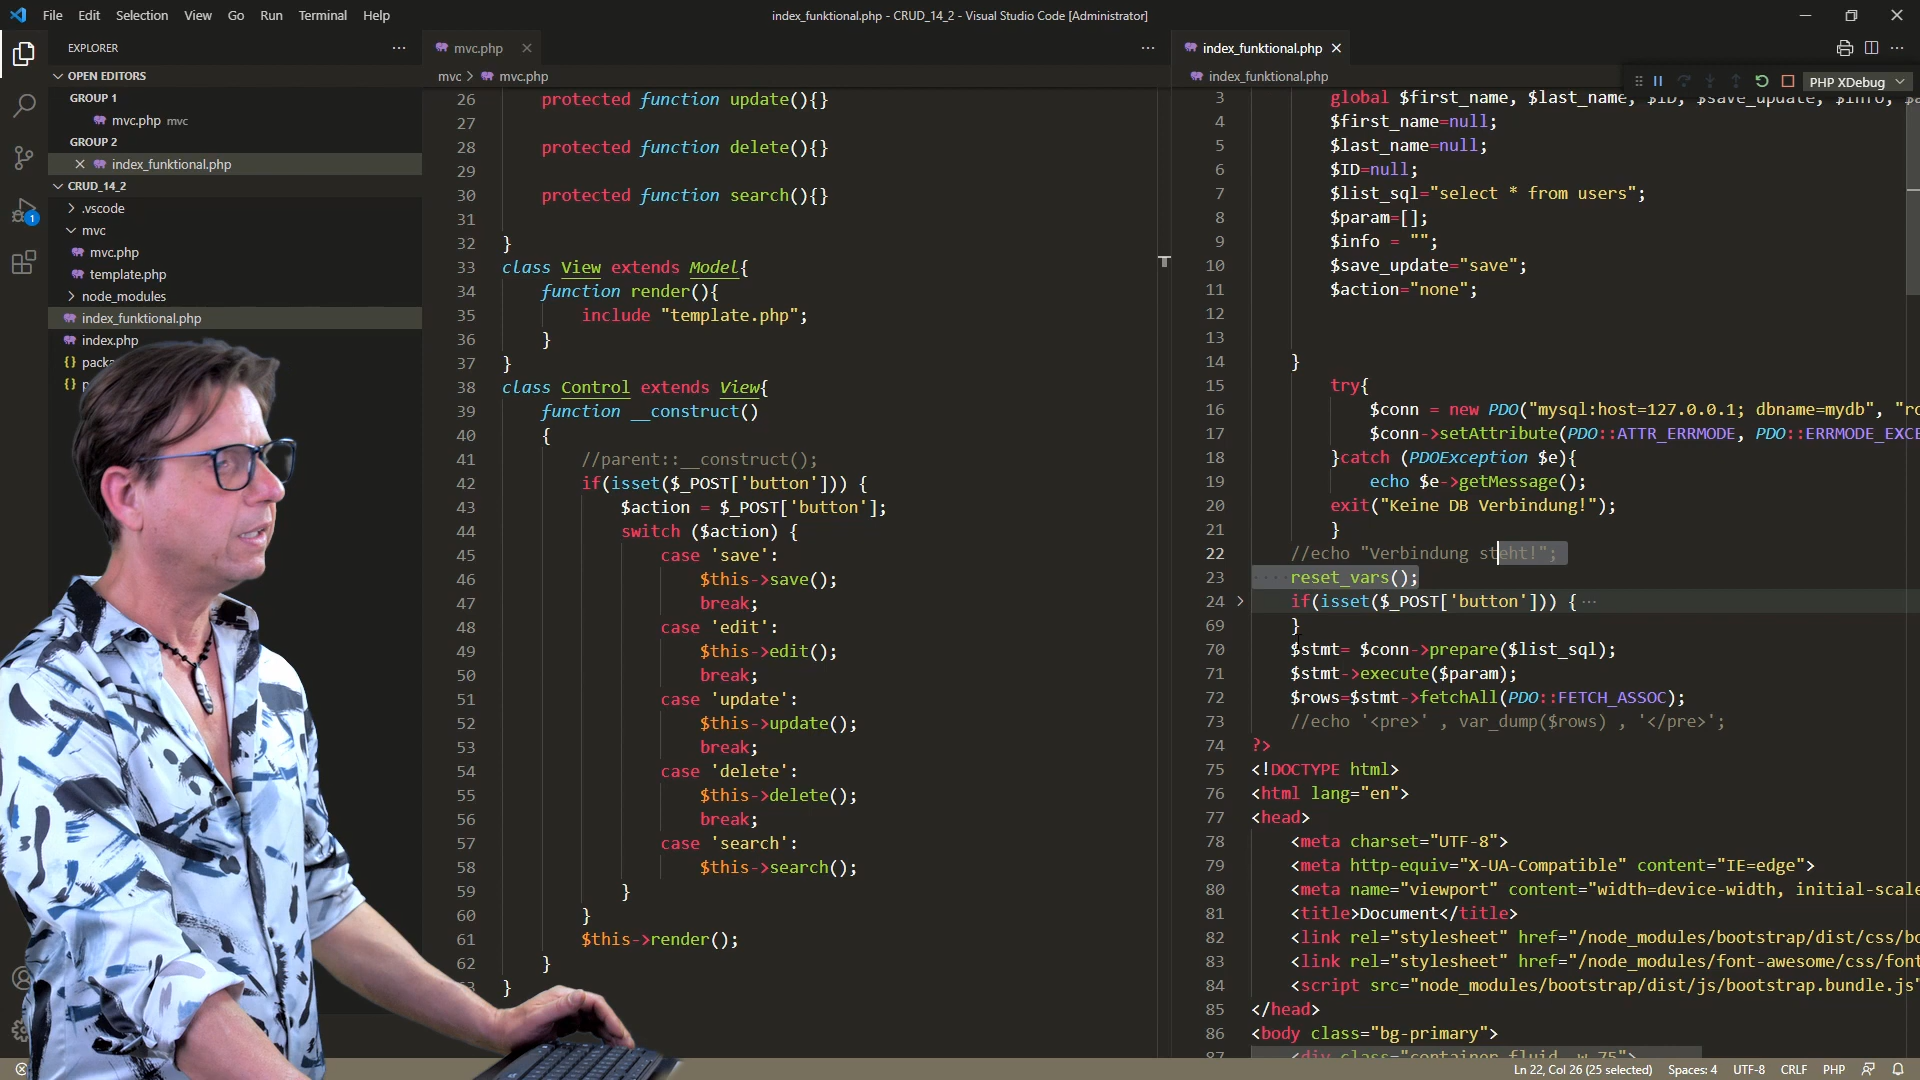 File Edit Selection View Go Run Terminal Help
index_funktional.php - CRUD_14_2 - Visual Studio Code [Administrator]
EXPLORER
OPEN EDITORS
GROUP 1
mvc.php mvc
GROUP 2
index_funktional.php
CRUD_14_2
.vscode
mvc
mvc.php
template.php
node_modules
index_funktional.php
index.php
1
mvc.php
mvc > mvc.php
26 protected function update(){}
27
28 protected function delete(){}
29
30 protected function search(){}
31
32 }
33 class View extends Model{
34 function render(){
35 include "template.php";
36 }
37 }
38 class Control extends View{
39 function __construct()
40 {
41 //parent::__construct();
42 if(isset($_POST['button'])) {
43 $action = $_POST['button'];
44 switch ($action) {
45 case 'save':
46 $this->save();
47 break;
48 case 'edit':
49 $this->edit();
50 break;
51 case 'update':
52 $this->update();
53 break;
54 case 'delete':
55 $this->delete();
56 break;
57 case 'search':
58 $this->search();
59 }
60 }
61 $this->render();
62 }
}
index_funktional.php
index_funktional.php
PHP XDebug
3 global $first_name, $last_name, $ID, $save_update, $info,
4 $first_name=null;
5 $last_name=null;
6 $ID=null;
7 $list_sql="select * from users";
8 $param=[];
9 $info = "";
10 $save_update="save";
11 $action="none";
12
13
14 }
15 try{
16 $conn = new PDO("mysql:host=127.0.0.1; dbname=mydb",
17 $conn->setAttribute(PDO::ATTR_ERRMODE,
18 }catch (PDOException $e){
19 echo $e->getMessage();
20 exit("Keine DB Verbindung!");
21 }
22 //echo "Verbindung steht!";
23 reset_vars();
24 if(isset($_POST['button'])) { ···
69 }
70 $stmt= $conn->prepare($list_sql);
71 $stmt->execute($param);
72 $rows=$stmt->fetchAll(PDO::FETCH_ASSOC);
73 //echo '<pre>' , var_dump($rows) , '</pre>';
74 ?>
75 <!DOCTYPE html>
76 <html lang="en">
77 <head>
78 <meta charset="UTF-8">
79 <meta http-equiv="X-UA-Compatible" content="IE=edge">
80 <meta name="viewport" content="width=device-width, initial-scale
81 <title>Document</title>
82 <link rel="stylesheet" href="/node_modules/bootstrap/dist/css/
83 <link rel="stylesheet" href="/node_modules/font-awesome/css/
84 <script src="node_modules/bootstrap/dist/js/bootstrap.bundle.js"
85 </head>
86 <body class="bg-primary">
87 <div class="container-fluid w-75">
Ln 22, Col 26 (25 selected) Spaces: 4 UTF-8 CRLF PHP